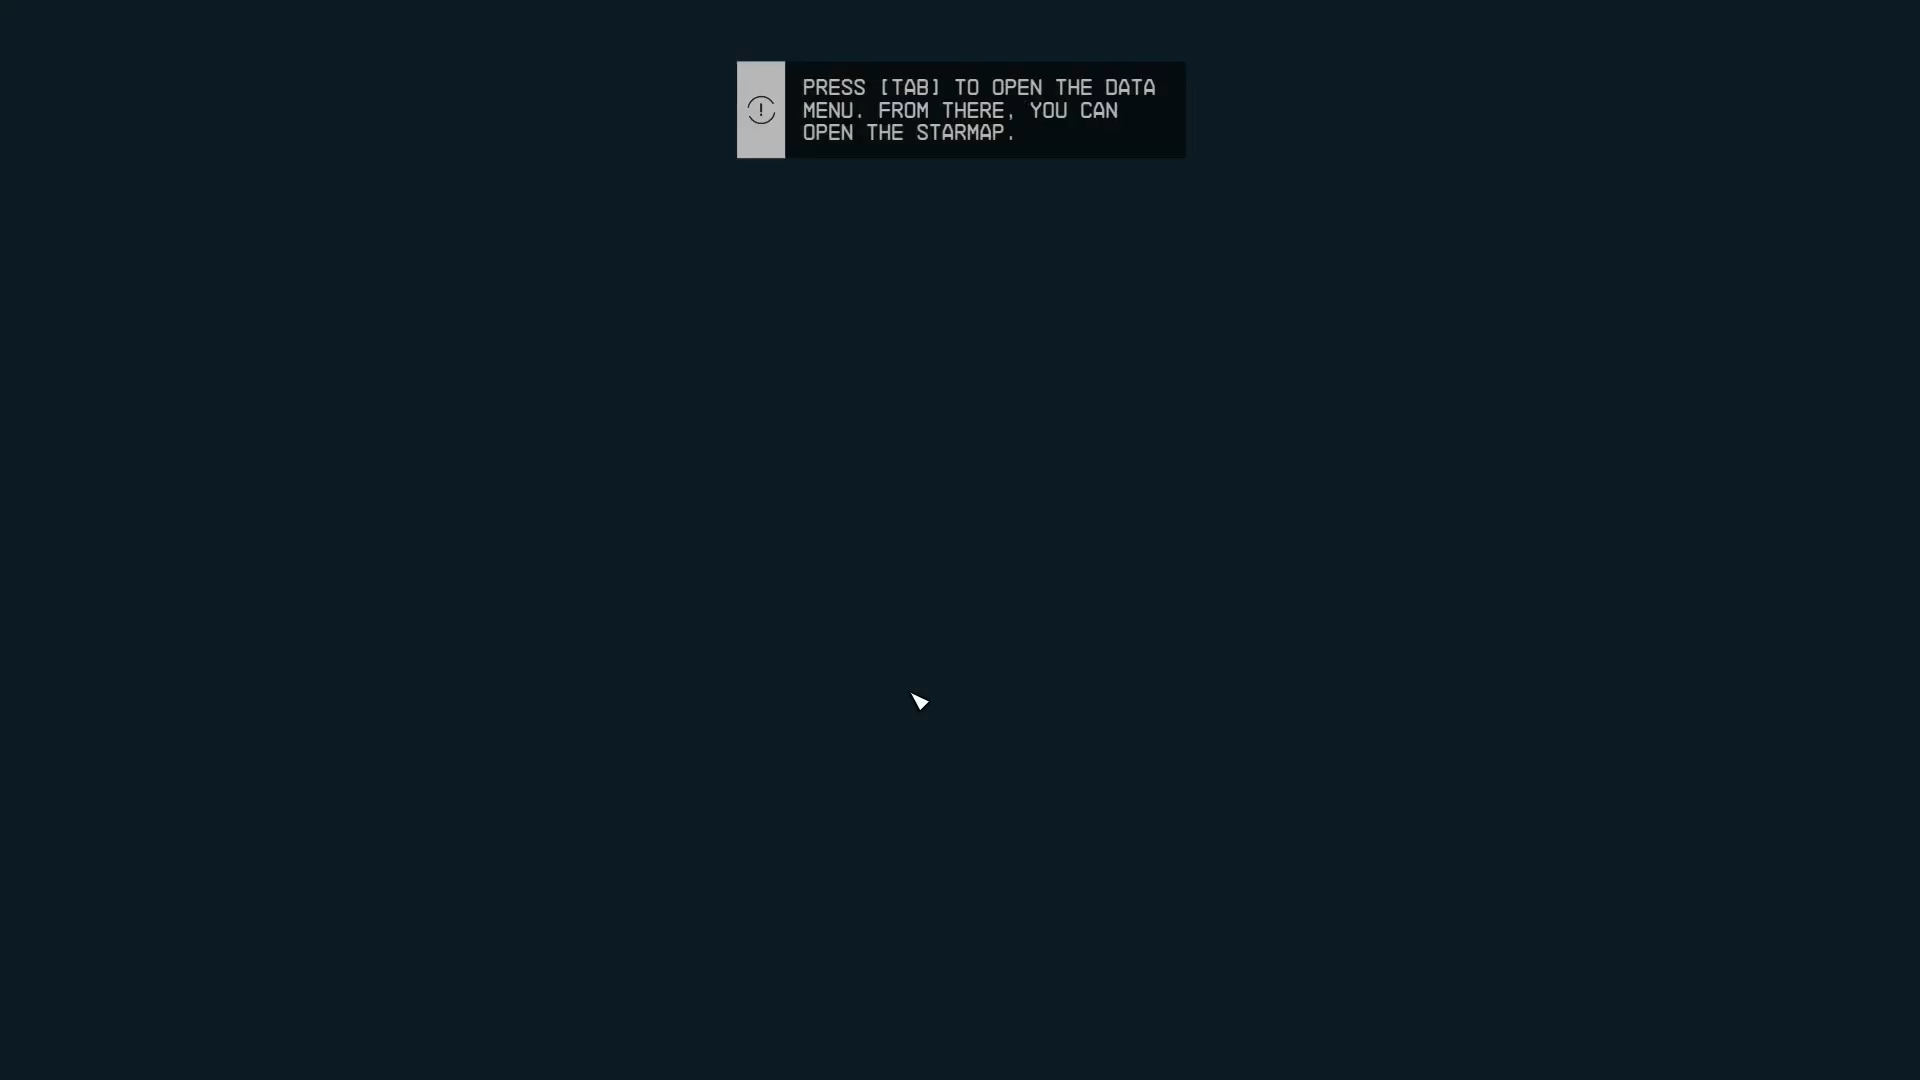 PRESS [TAB] TO OPEN THE DATA
MENU. FROM THERE, YOU CAN
OPEN THE STARMAP.